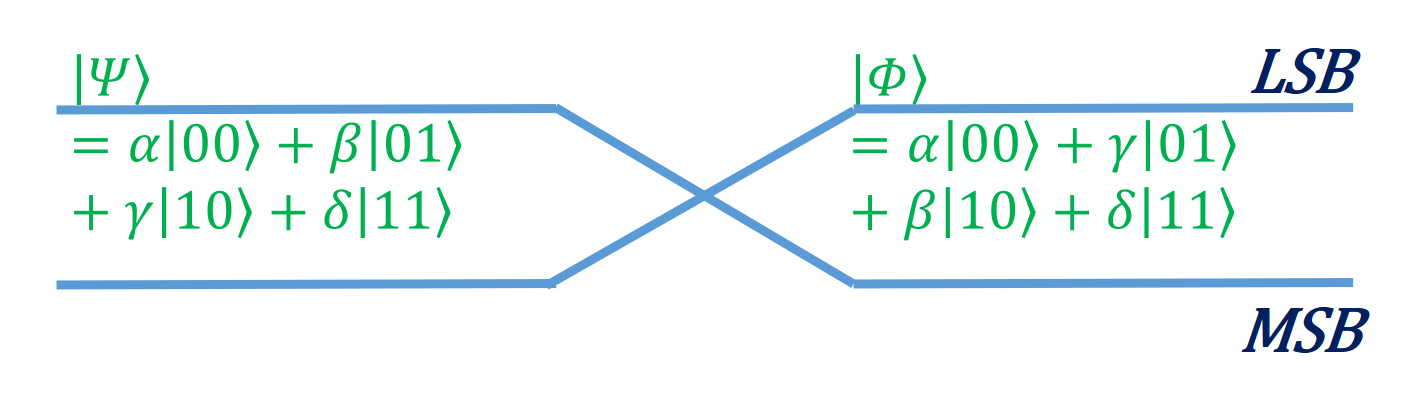 |Ψ⟩
= α|00⟩ + β|01⟩
+ γ|10⟩ + δ|11⟩
|Φ⟩
= α|00⟩ + γ|01⟩
+ β|10⟩ + δ|11⟩
LSB
MSB